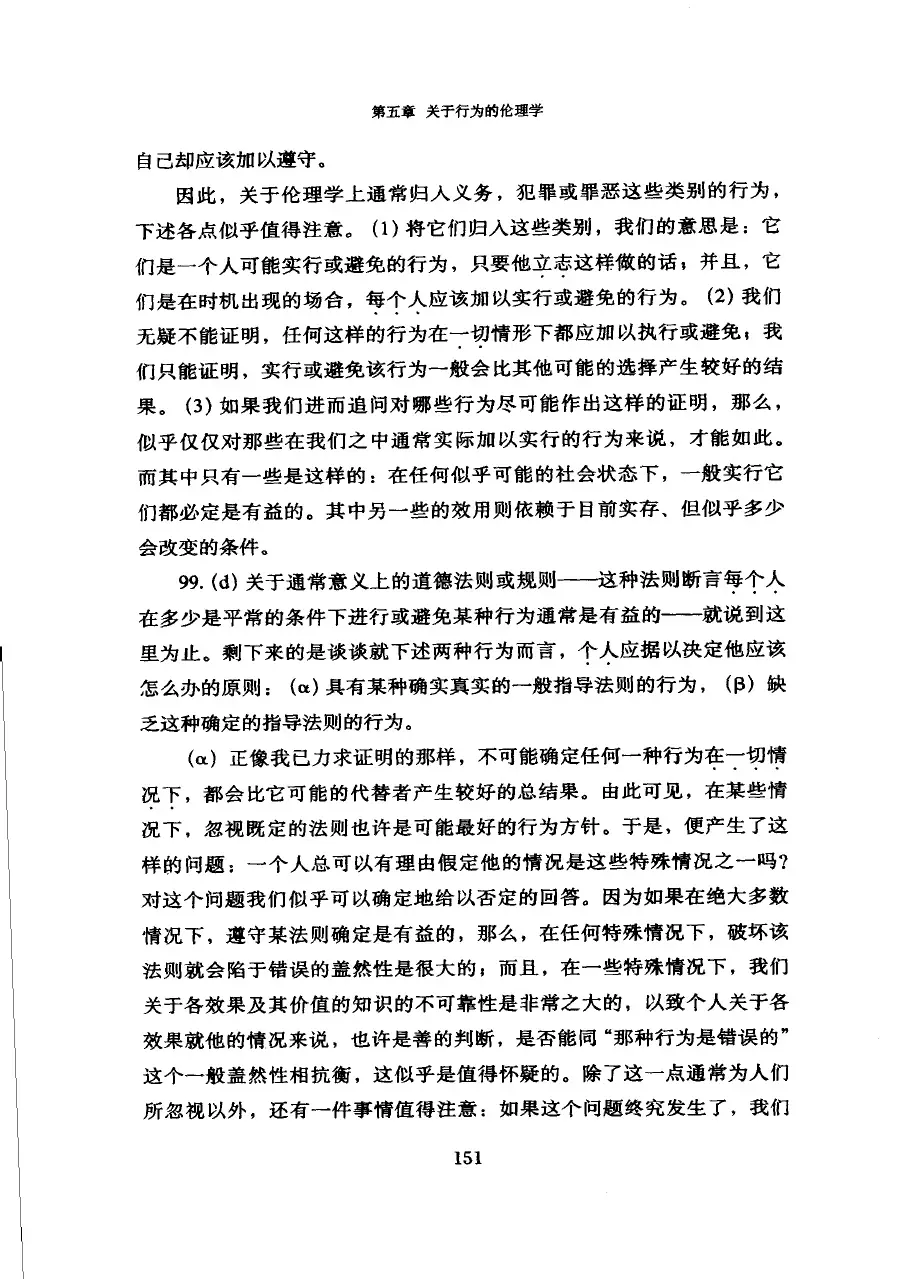 第五章 关于行为的伦理学
自己却应该加以遵守。
因此，关于伦理学上通常归人义务，犯罪或罪恶这些类别的行为，
下述各点似乎值得注意。(1)将它们归入这些类别，我们的意思是：它
们是一个人可能实行或避免的行为，只要他立志这样做的话；并且，它
们是在时机出现的场合，每个人应该加以实行或避免的行为。(2)我们
无疑不能证明，任何这样的行为在一切情形下都应加以执行或避免；我
们只能证明，实行或避免该行为一般会比其他可能的选择产生较好的结
果。(3)如果我们进而追问对哪些行为尽可能作出这样的证明，那么，
似乎仅仅对那些在我们之中通常实际加以实行的行为来说，才能如此。
而其中只有一些是这样的：在任何似乎可能的社会状态下，一般实行它
们都必定是有益的。其中另一些的效用则依赖于目前实存、但似乎多少
会改变的条件。
99.(d)关于通常意义上的道德法则或规则——这种法则断言每个人
在多少是平常的条件下进行或避免某种行为通常是有益的——就说到这
里为止。剩下来的是谈谈就下述两种行为而言，个人应据以决定他应该
怎么办的原则：(α)具有某种确实真实的一般指导法则的行为，(β)缺
乏这种确定的指导法则的行为。
(α) 正像我已力求证明的那样，不可能确定任何一种行为在一切情
况下，都会比它可能的代替者产生较好的总结果。由此可见，在某些情
况下，忽视既定的法则也许是可能最好的行为方针。于是，便产生了这
样的问题：一个人总可以有理由假定他的情况是这些特殊情况之一吗？
对这个问题我们似乎可以确定地给以否定的回答。因为如果在绝大多数
情况下，遵守某法则确定是有益的，那么，在任何特殊情况下，破坏该
法则就会陷于错误的盖然性是很大的；而且，在一些特殊情况下，我们
关于各效果及其价值的知识的不可靠性是非常之大的，以致个人关于各
效果就他的情况来说，也许是善的判断，是否能同“那种行为是错误的”
这个一般盖然性相抗衡，这似乎是值得怀疑的。除了这一点通常为人们
所忽视以外，还有一件事情值得注意：如果这个问题终究发生了，我们
151